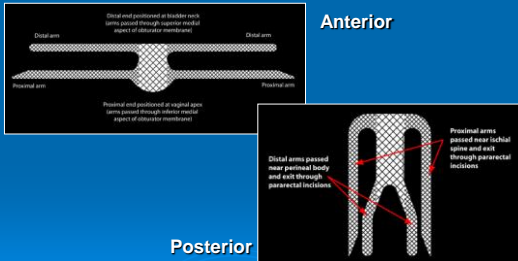 Distal end positioned at bladder neck
(arms passed through superior medial
aspect of obturator membrane)
Distal arm
Distal arm
Proximal arm
Proximal arm
Proximal end positioned at vaginal apex
(arms passed through inferior medial
aspect of obturator membrane)
Anterior
Proximal arms
passed near ischial
spine and exit
through pararectal
incisions
Distal arms passed
near perineal body
and exit through
pararectal incisions
Posterior